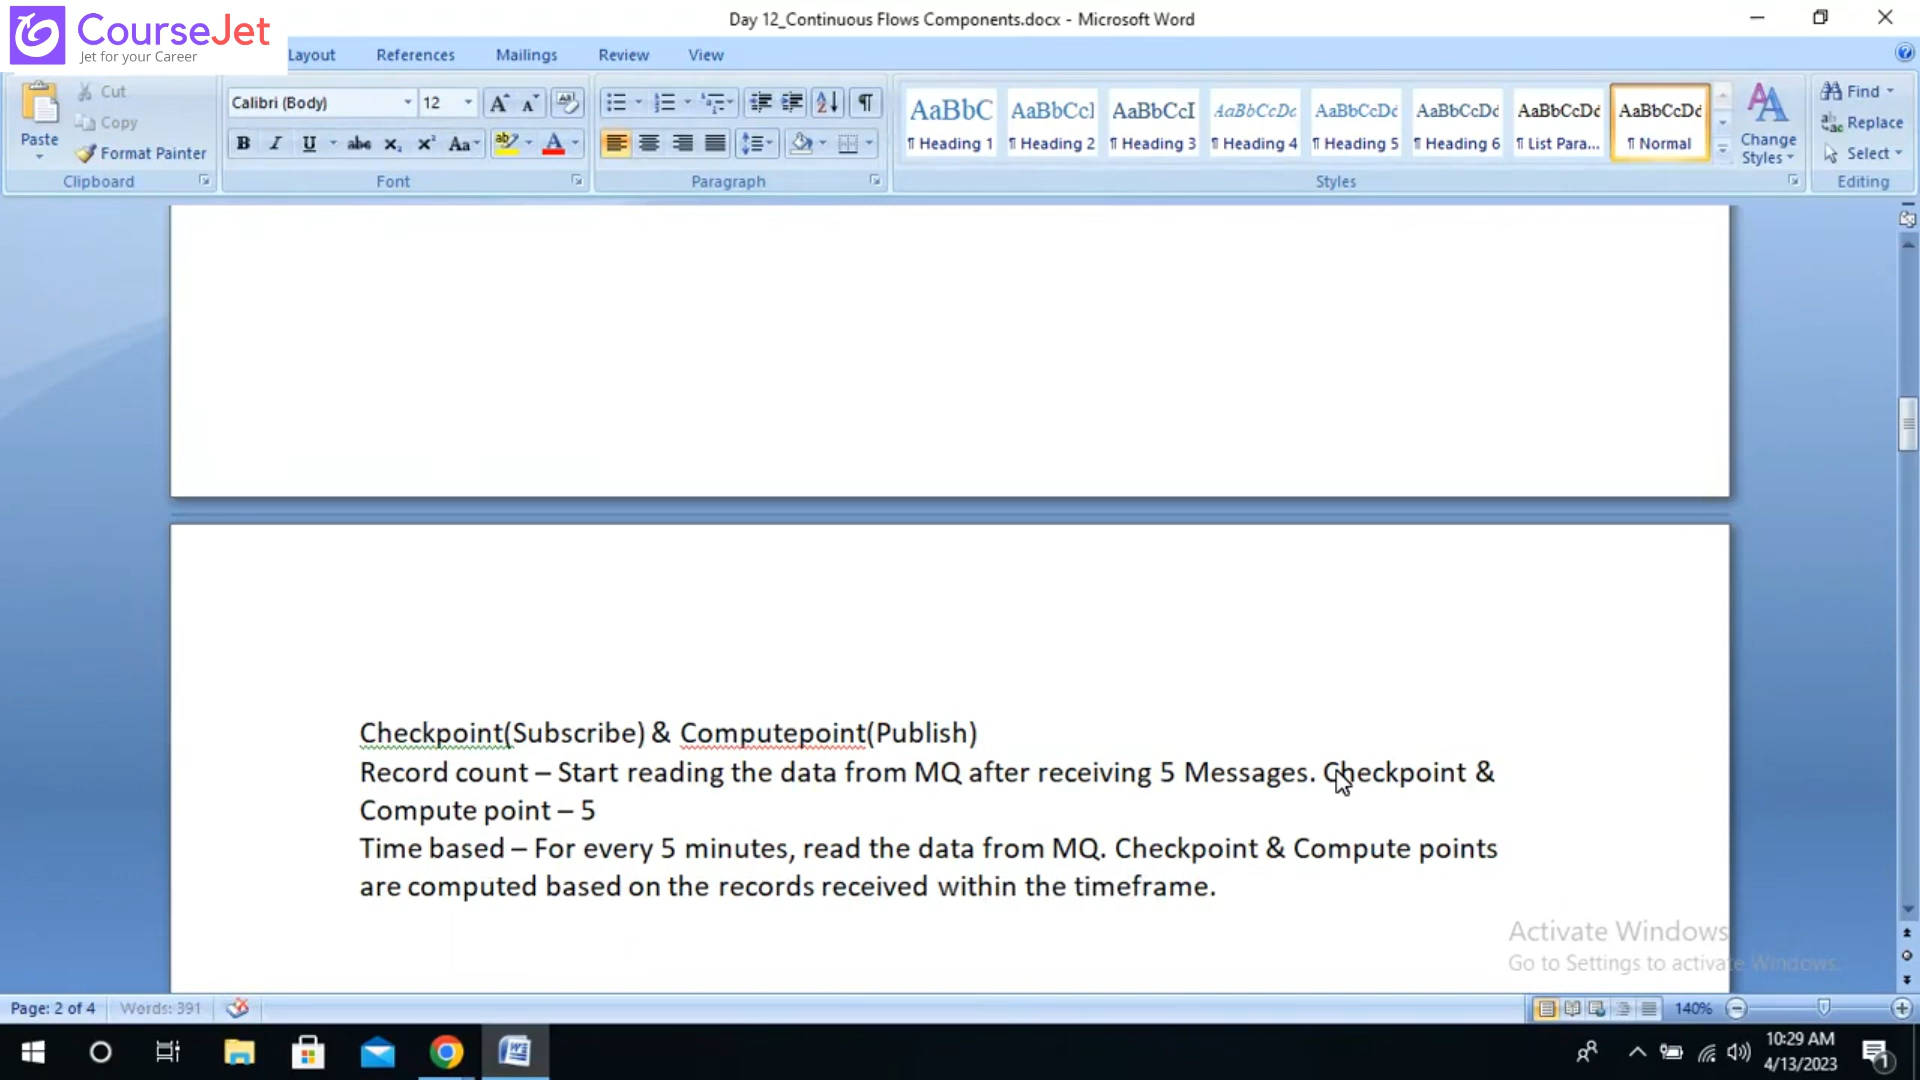 CourseJet
Jet for your Career
Day 12_Continuous Flows Components.docx - Microsoft Word
Layout References Mailings Review View
Paste
Cut
Copy
Format Painter
Clipboard
Calibri (Body) 12
Font
Paragraph
AaBbC AaBbCcI AaBbCcI AaBbCcDc AaBbCcDc AaBbCcDc AaBbCcDc AaBbCcDc
¶ Heading 1 ¶ Heading 2 ¶ Heading 3 ¶ Heading 4 ¶ Heading 5 ¶ Heading 6 ¶ List Para... ¶ Normal
Change
Styles
Styles
Find
Replace
Select
Editing
Checkpoint(Subscribe) & Computepoint(Publish)
Record count – Start reading the data from MQ after receiving 5 Messages. Checkpoint &
Compute point – 5
Time based – For every 5 minutes, read the data from MQ. Checkpoint & Compute points
are computed based on the records received within the timeframe.
Activate Windows
Go to Settings to activate Windows.
Page: 2 of 4 Words: 391 140%
10:29 AM
4/13/2023
1